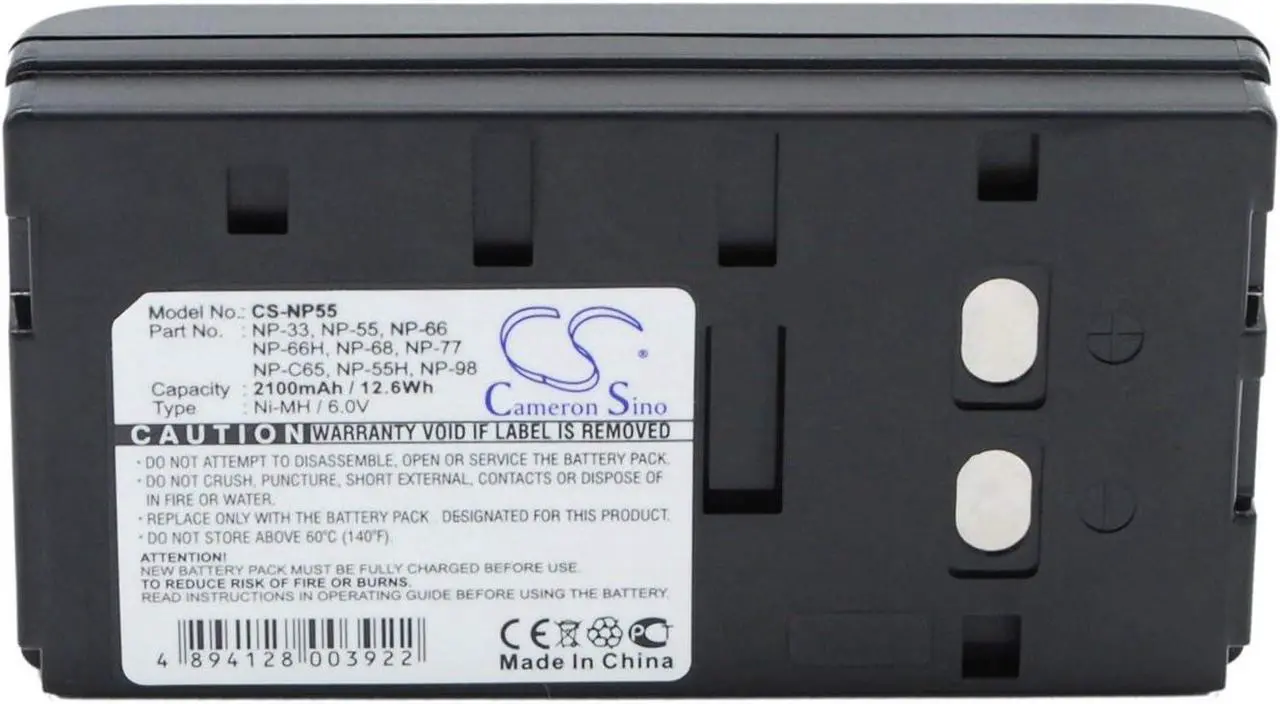 Model No.: CS-NP55
Part No. : NP-33, NP-55, NP-66
NP-66H, NP-68, NP-77
NP-C65, NP-55H, NP-98
Capacity : 2100mAh / 12.6Wh
Type : Ni-MH / 6.0V
CS ®
Cameron Sino
CAUTION WARRANTY VOID IF LABEL IS REMOVED
· DO NOT ATTEMPT TO DISASSEMBLE, OPEN OR SERVICE THE BATTERY PACK.
· DO NOT CRUSH, PUNCTURE, SHORT EXTERNAL, CONTACTS OR DISPOSE OF
IN FIRE OR WATER.
· REPLACE ONLY WITH THE BATTERY PACK DESIGNATED FOR THIS PRODUCT.
· DO NOT STORE ABOVE 60°C (140°F).
ATTENTION!
NEW BATTERY PACK MUST BE FULLY CHARGED BEFORE USE.
TO REDUCE RISK OF FIRE OR BURNS.
READ INSTRUCTIONS IN OPERATING GUIDE BEFORE USING THE BATTERY.
4 894128 003922
CE PCT
Made In China